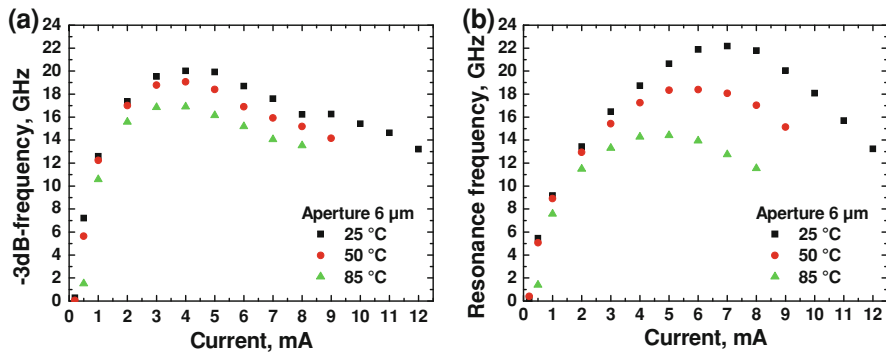 (a)
-3dB-frequency, GHz
24
22
20
18
16
14
12
10
8
6
4
2
0
0 1 2 3 4 5 6 7 8 9 10 11 12
Current, mA
Aperture 6 µm
25 °C
50 °C
85 °C
(b)
Resonance frequency, GHz
24
22
20
18
16
14
12
10
8
6
4
2
0
0 1 2 3 4 5 6 7 8 9 10 11 12
Current, mA
Aperture 6 µm
25 °C
50 °C
85 °C